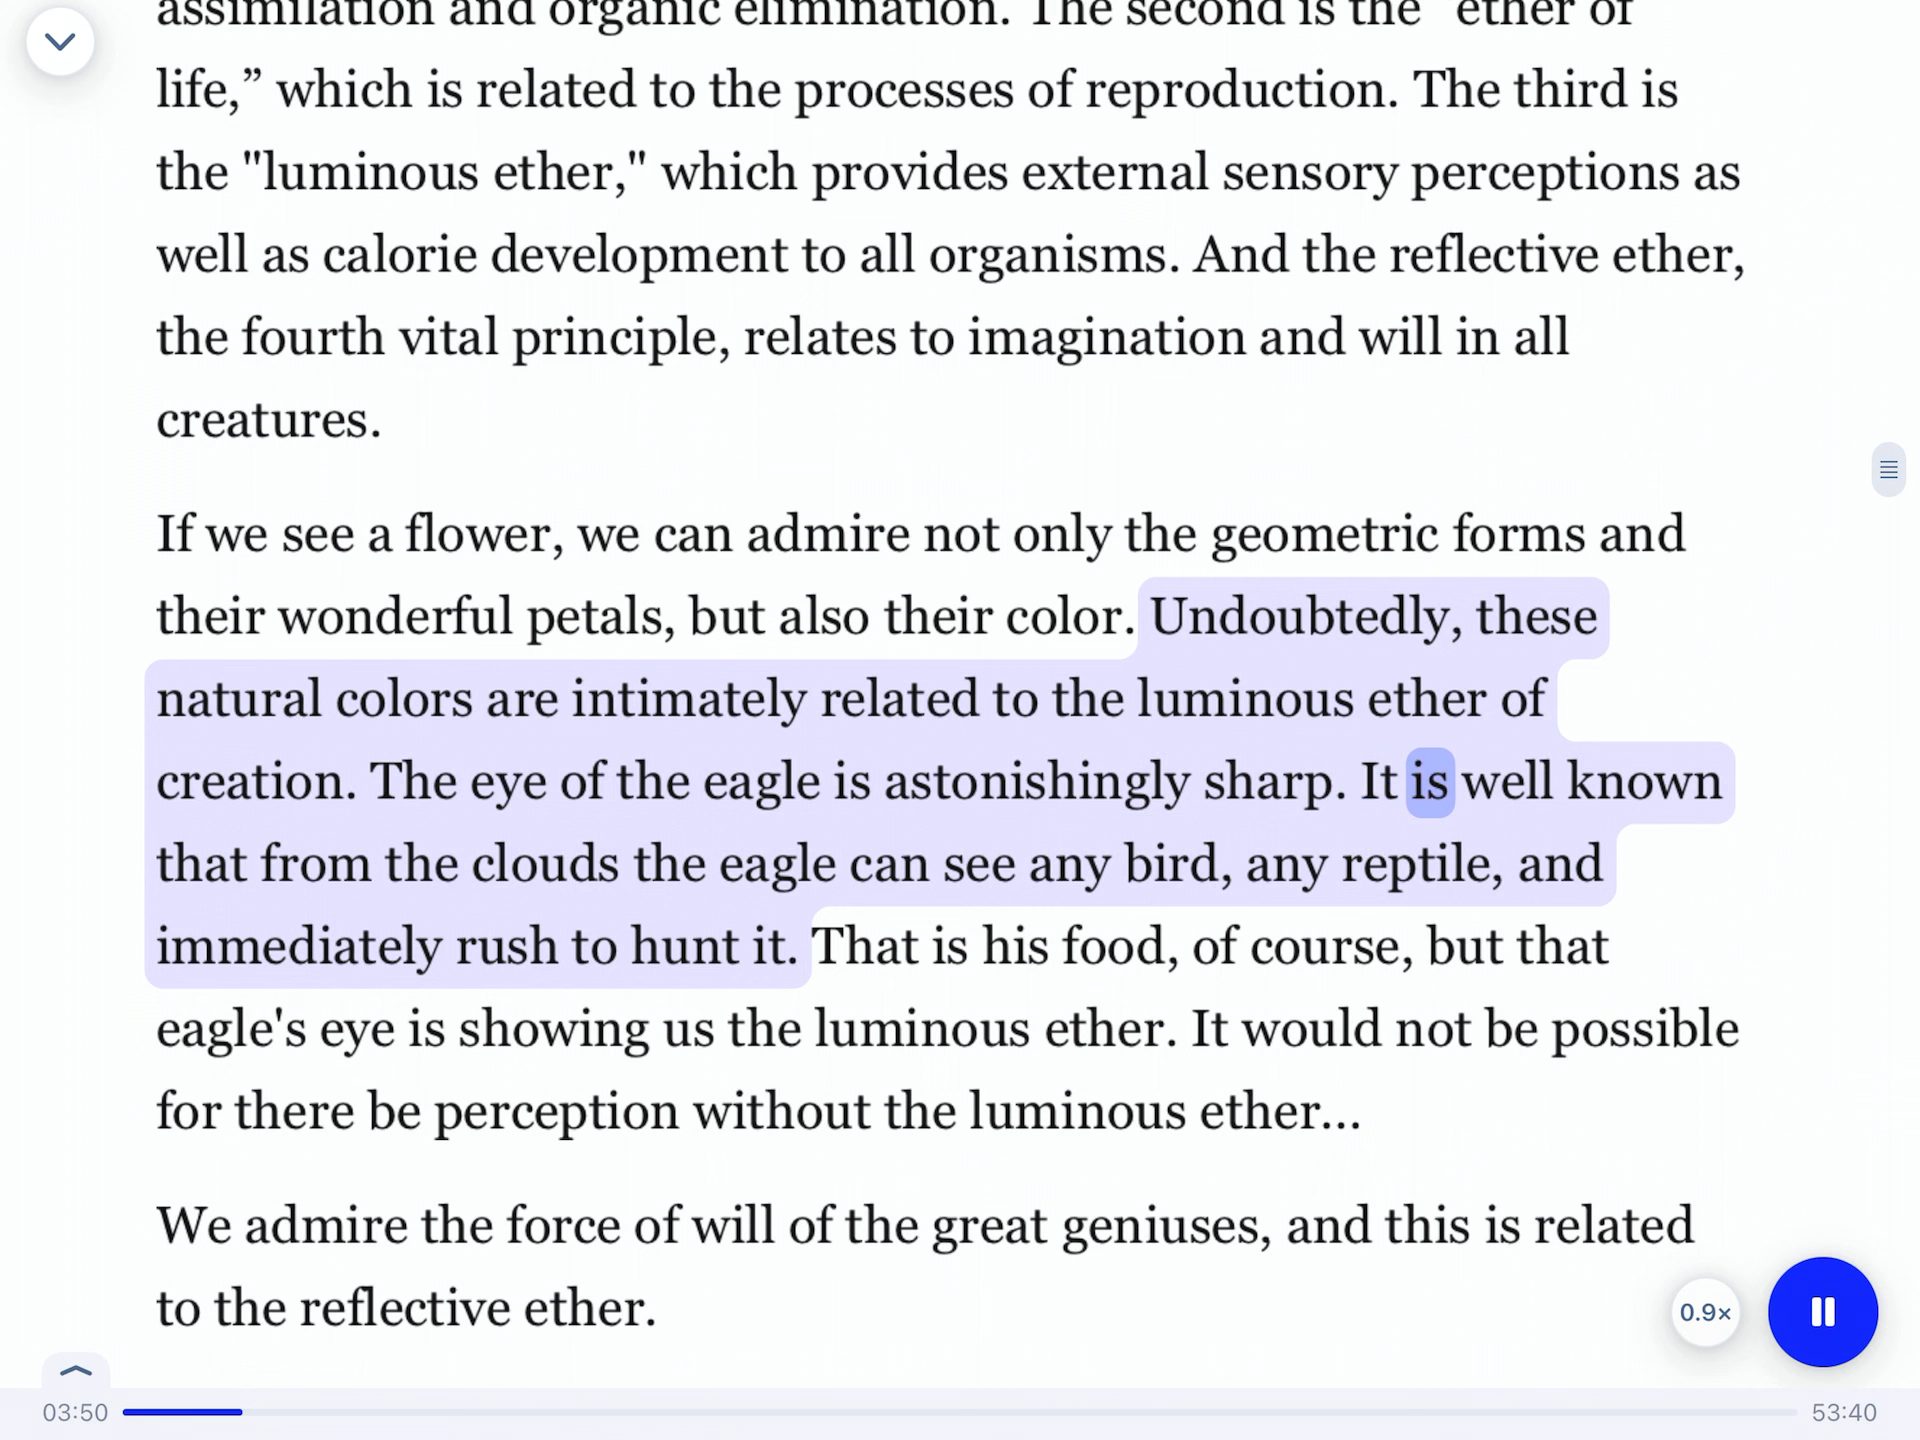 assimilation and organic elimination. The second is the "ether of
life,” which is related to the processes of reproduction. The third is
the "luminous ether," which provides external sensory perceptions as
well as calorie development to all organisms. And the reflective ether,
the fourth vital principle, relates to imagination and will in all
creatures.
If we see a flower, we can admire not only the geometric forms and
their wonderful petals, but also their color. Undoubtedly, these
natural colors are intimately related to the luminous ether of
creation. The eye of the eagle is astonishingly sharp. It is well known
that from the clouds the eagle can see any bird, any reptile, and
immediately rush to hunt it. That is his food, of course, but that
eagle's eye is showing us the luminous ether. It would not be possible
for there be perception without the luminous ether...
We admire the force of will of the great geniuses, and this is related
to the reflective ether.
0.9×
03:50
53:40